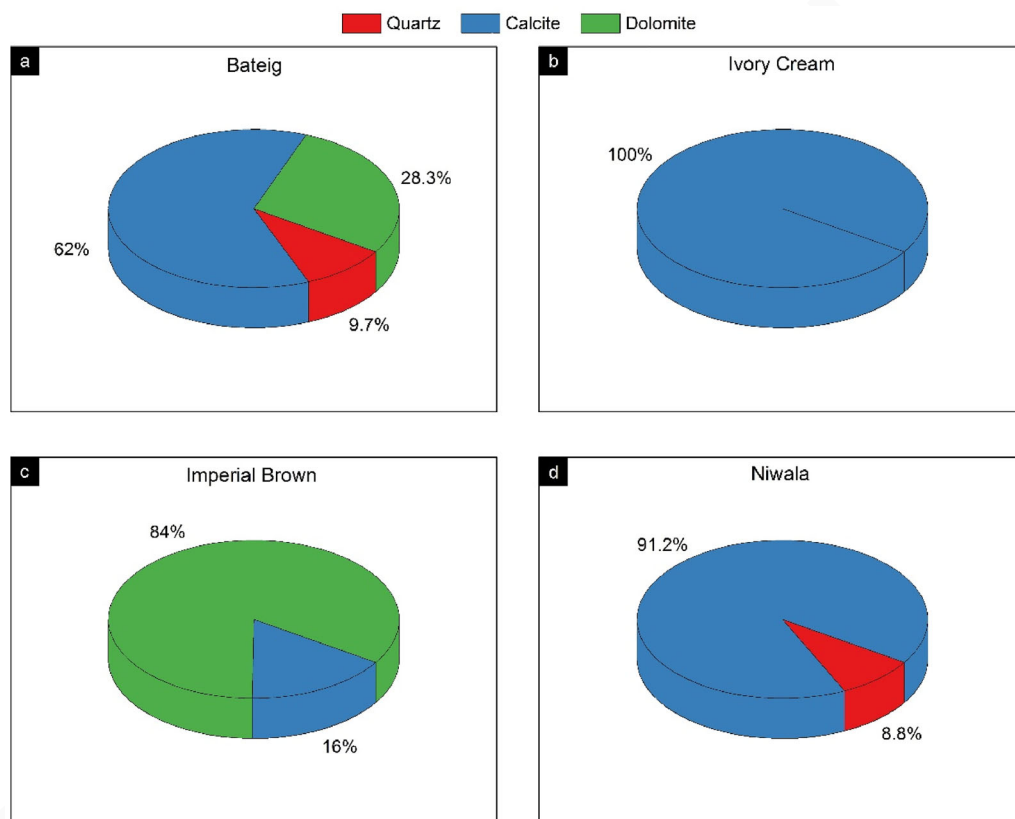 Quartz Calcite Dolomite
a
Bateig
28.3%
62%
9.7%
b
Ivory Cream
100%
c
Imperial Brown
84%
16%
d
Niwala
91.2%
8.8%